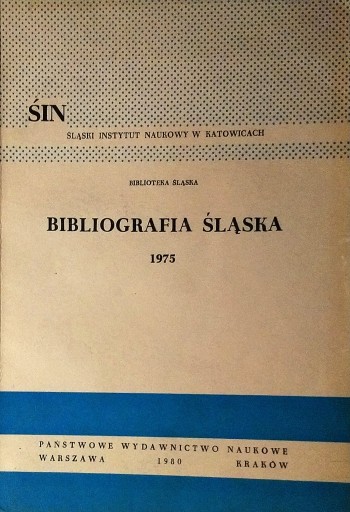 ŚIN
ŚLĄSKI INSTYTUT NAUKOWY W KATOWICACH
BIBLIOTEKA ŚLĄSKA
BIBLIOGRAFIA ŚLĄSKA
1975
PAŃSTWOWE WYDAWNICTWO NAUKOWE
WARSZAWA 1980 KRAKÓW